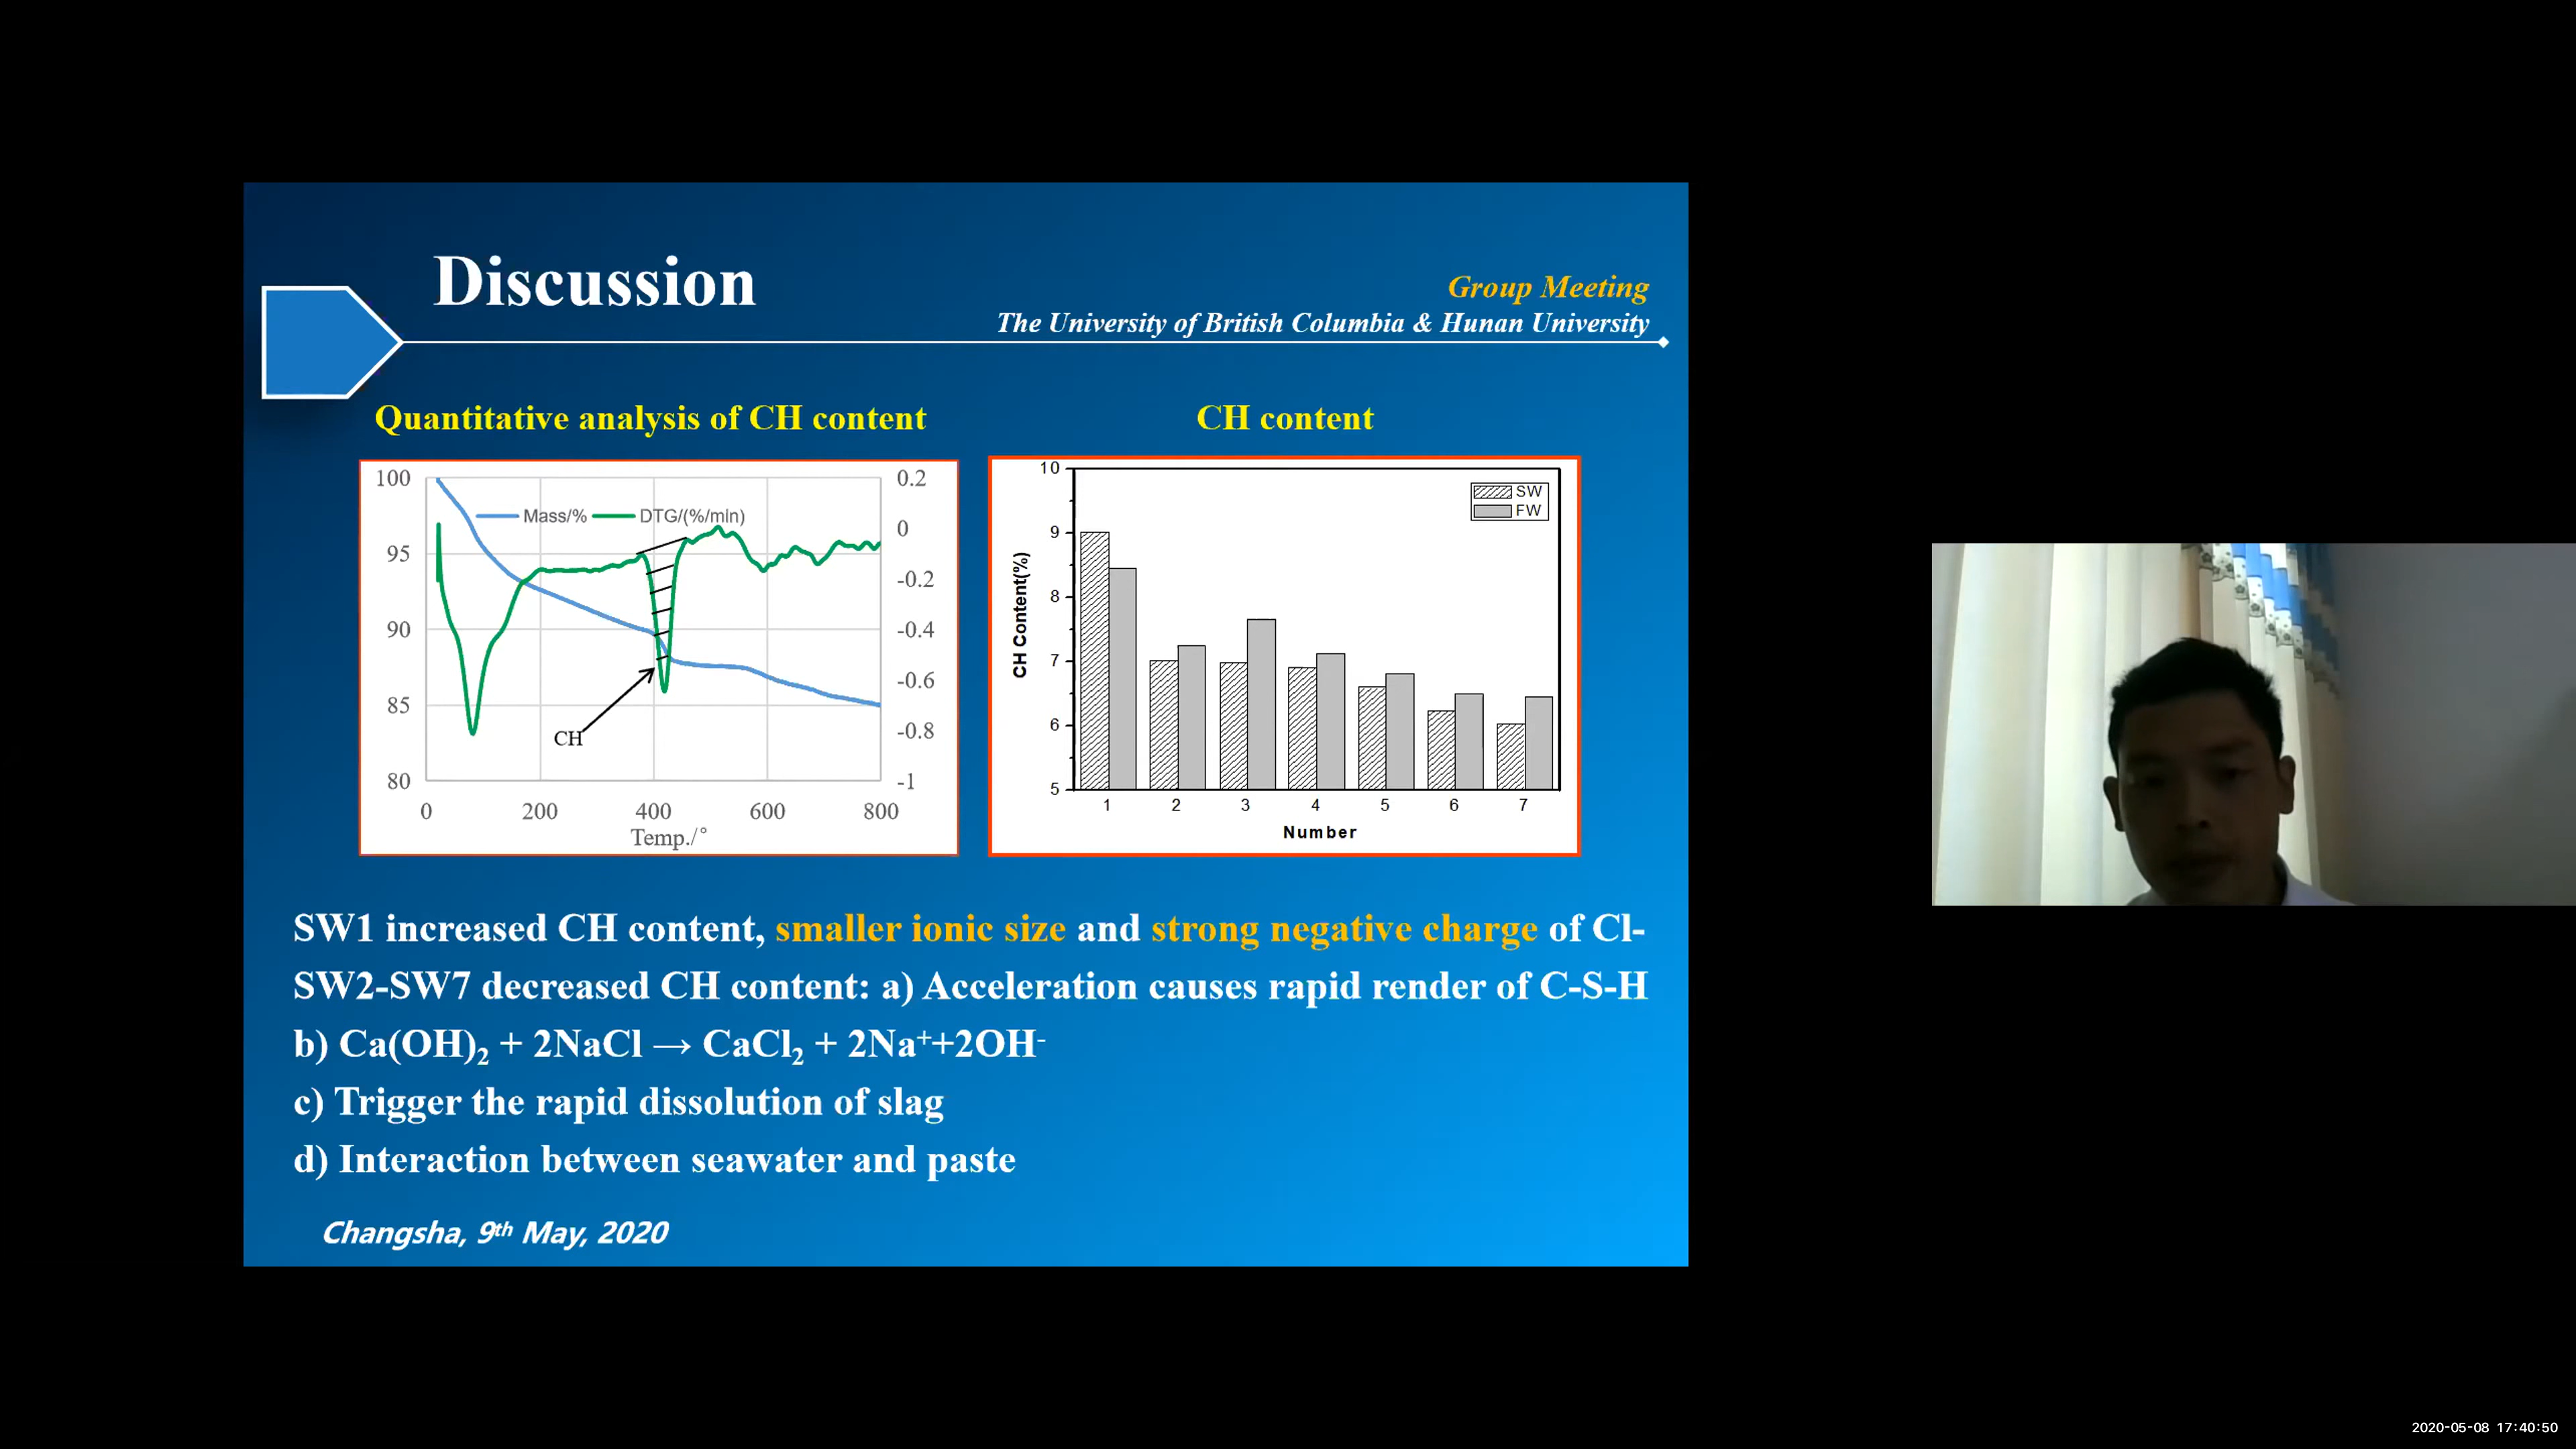 Discussion
Group Meeting
The University of British Columbia & Hunan University
Quantitative analysis of CH content
CH content
100
95
90
85
80
0.2
0
-0.2
-0.4
-0.6
-0.8
-1
Mass/%
DTG/(%/min)
CH
0 200 400 600 800
Temp./°
10
9
8
7
6
5
CH Content(%)
SW
FW
1 2 3 4 5 6 7
Number
SW1 increased CH content, smaller ionic size and strong negative charge of Cl-
SW2-SW7 decreased CH content: a) Acceleration causes rapid render of C-S-H
b) Ca(OH)₂ + 2NaCl → CaCl₂ + 2Na⁺+2OH⁻
c) Trigger the rapid dissolution of slag
d) Interaction between seawater and paste
Changsha, 9th May, 2020
2020-05-08 17:40:50